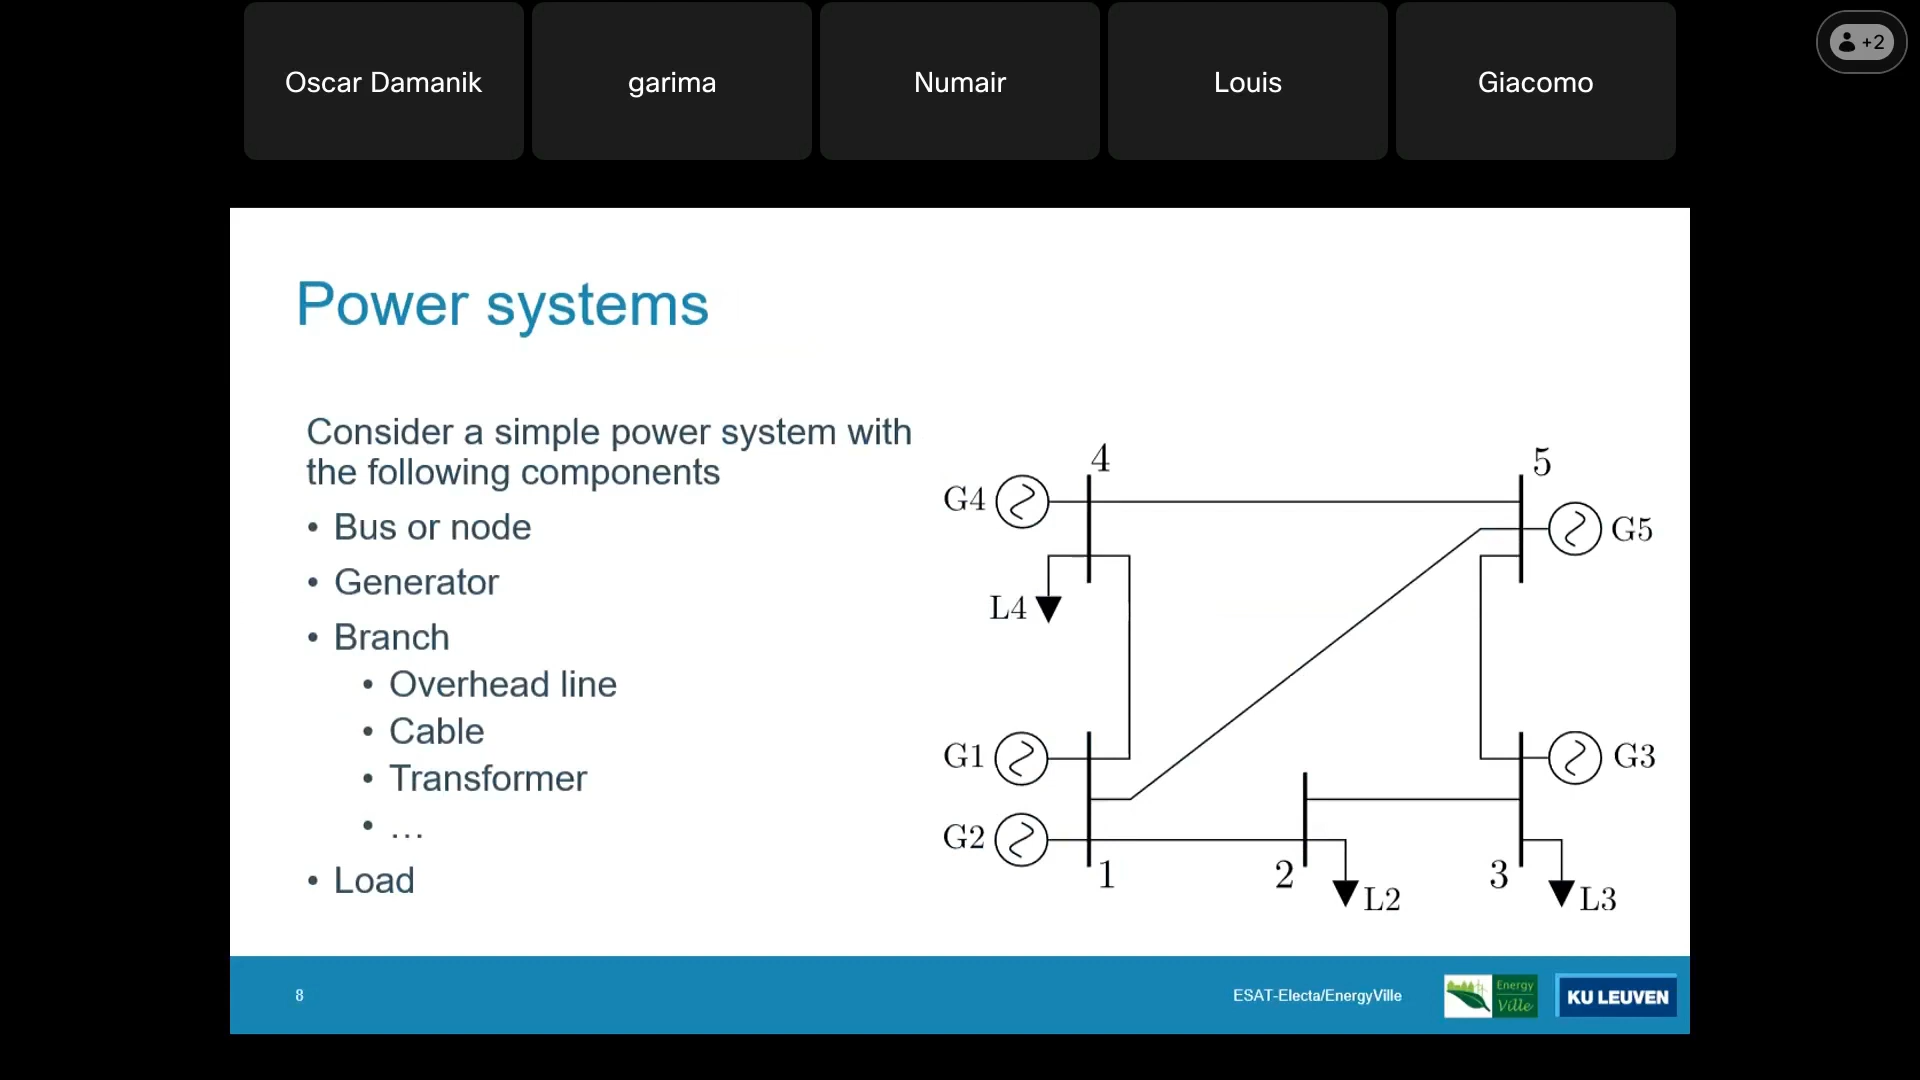 Oscar Damanik
garima
Numair
Louis
Giacomo
+2
Power systems
Consider a simple power system with
the following components
• Bus or node
• Generator
• Branch
• Overhead line
• Cable
• Transformer
• …
• Load
4
5
G4
G5
L4
G1
G3
G2
1
2
3
L2
L3
8
ESAT-Electa/EnergyVille
Energy
Ville
KU LEUVEN